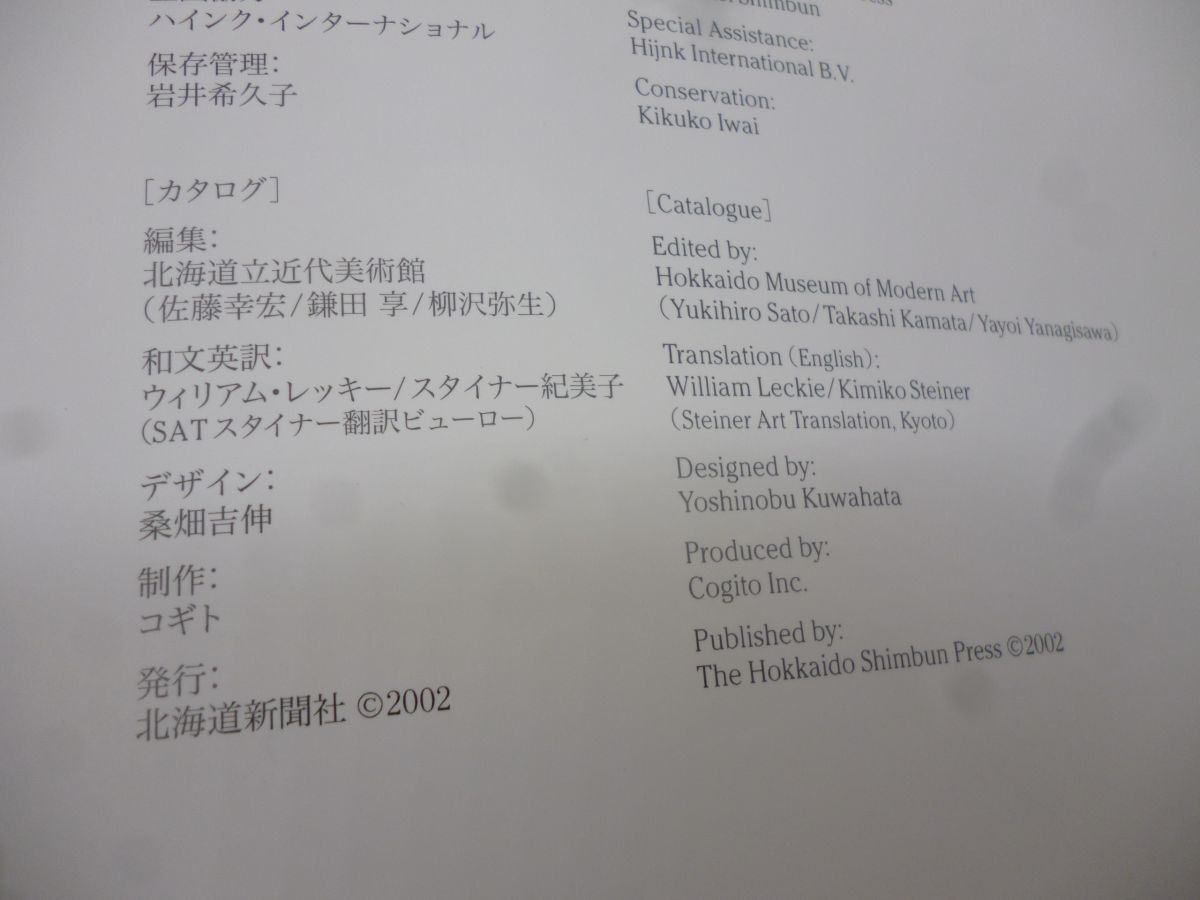 ハインク・インターナショナル
保存管理:
岩井希久子
[カタログ]
編集:
北海道立近代美術館
(佐藤幸宏/鎌田 享/柳沢弥生)
和文英訳:
ウィリアム・レッキー/スタイナー紀美子
(SATスタイナー翻訳ビューロー)
デザイン:
桑畑吉伸
制作:
コギト
発行:
北海道新聞社 ©2002
Shimbun
Special Assistance:
Hijnk International B.V.
Conservation:
Kikuko Iwai
[Catalogue]
Edited by:
Hokkaido Museum of Modern Art
(Yukihiro Sato/Takashi Kamata/Yayoi Yanagisawa)
Translation (English):
William Leckie/Kimiko Steiner
(Steiner Art Translation, Kyoto)
Designed by:
Yoshinobu Kuwahata
Produced by:
Cogito Inc.
Published by:
The Hokkaido Shimbun Press ©2002